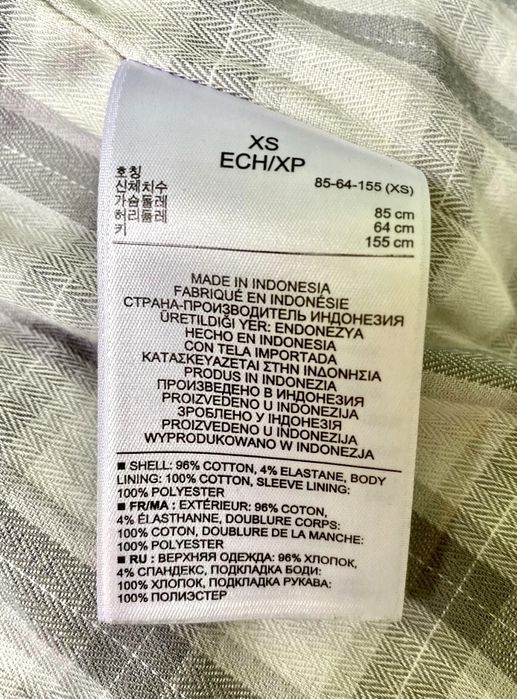 XS
ECH/XP
호칭
신체치수 85-64-155 (XS)
가슴둘레 85 cm
허리둘레 64 cm
키 155 cm
MADE IN INDONESIA
FABRIQUÉ EN INDONÉSIE
СТРАНА-ПРОИЗВОДИТЕЛЬ ИНДОНЕЗИЯ
ÜRETILDIĞI YER: ENDONEZYA
HECHO EN INDONESIA
CON TELA IMPORTADA
ΚΑΤΑΣΚΕΥΑΖΕΤΑΙ ΣΤΗΝ ΙΝΔΟΝΗΣΙΑ
PRODUS IN INDONEZIA
ПРОИЗВЕДЕНО В ИНДОНЕЗИЯ
PROIZVEDENO U INDONEZIJA
ЗРОБЛЕНО У ІНДОНЕЗІЯ
PROIZVEDENO U INDONEZIJI
WYPRODUKOWANO W INDONEZJA
■ SHELL: 96% COTTON, 4% ELASTANE, BODY
LINING: 100% COTTON, SLEEVE LINING:
100% POLYESTER
■ FR/MA : EXTÉRIEUR: 96% COTON,
4% ÉLASTHANNE, DOUBLURE CORPS:
100% COTON, DOUBLURE DE LA MANCHE:
100% POLYESTER
■ RU : ВЕРХНЯЯ ОДЕЖДА: 96% ХЛОПОК,
4% СПАНДЕКС, ПОДКЛАДКА БОДИ:
100% ХЛОПОК, ПОДКЛАДКА РУКАВА:
100% ПОЛИЭСТЕР